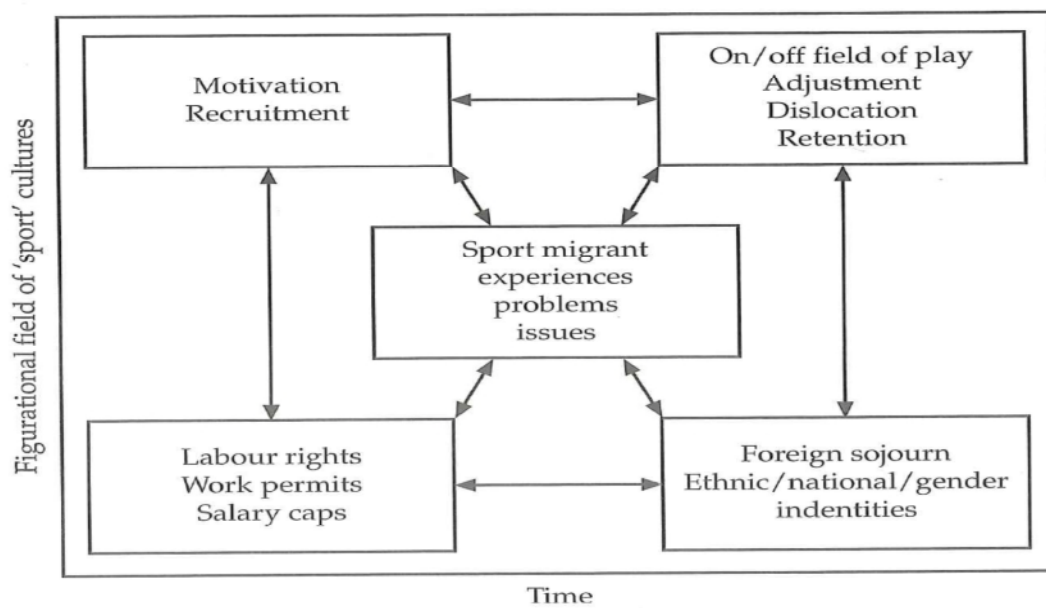 Motivation
Recruitment
On/off field of play
Adjustment
Dislocation
Retention
Figurational field of 'sport' cultures
Sport migrant
experiences
problems
issues
Labour rights
Work permits
Salary caps
Foreign sojourn
Ethnic/national/gender
indentities
Time